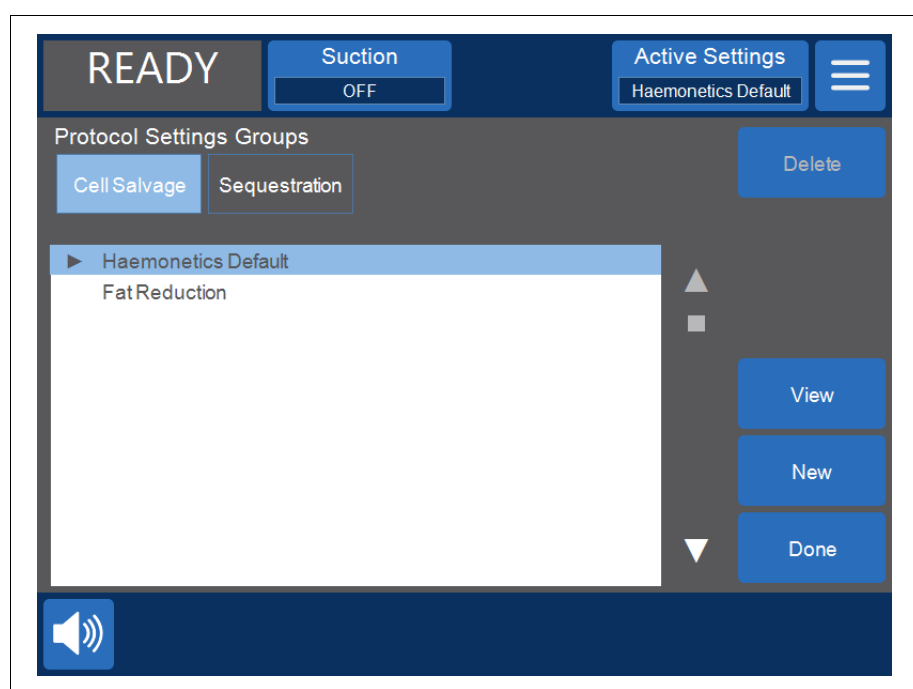 READY
Suction
OFF
Active Settings
Haemonetics Default
Protocol Settings Groups
Cell Salvage
Sequestration
Delete
Haemonetics Default
Fat Reduction
View
New
Done